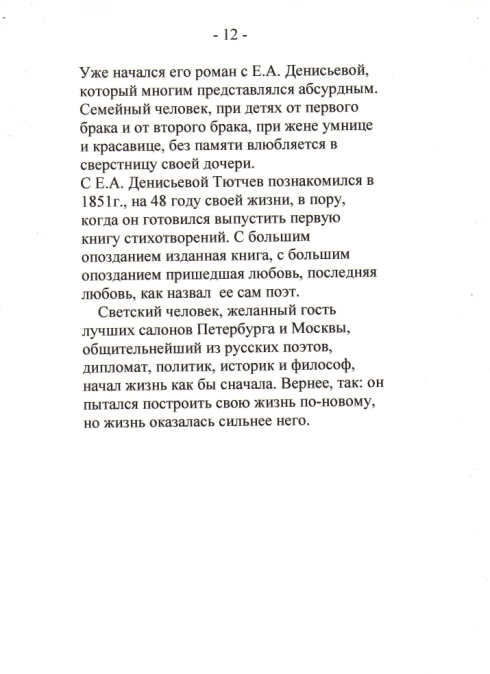 - 12 -
Уже начался его роман с Е.А. Денисьевой,
который многим представлялся абсурдным.
Семейный человек, при детях от первого
брака и от второго брака, при жене умнице
и красавице, без памяти влюбляется в
сверстницу своей дочери.
С Е.А. Денисьевой Тютчев познакомился в
1851г., на 48 году своей жизни, в пору,
когда он готовился выпустить первую
книгу стихотворений. С большим
опозданием изданная книга, с большим
опозданием пришедшая любовь, последняя
любовь, как назвал  ее сам поэт.
Светский человек, желанный гость
лучших салонов Петербурга и Москвы,
общительнейший из русских поэтов,
дипломат, политик, историк и философ,
начал жизнь как бы сначала. Вернее, так: он
пытался построить свою жизнь по-новому,
но жизнь оказалась сильнее него.